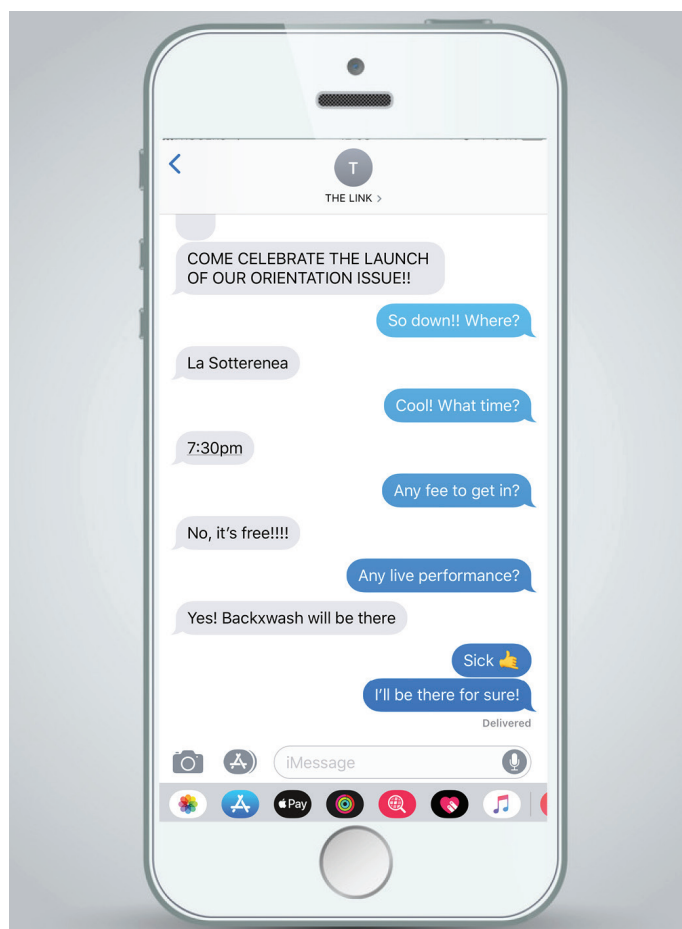 T
THE LINK >
COME CELEBRATE THE LAUNCH
OF OUR ORIENTATION ISSUE!!
So down!! Where?
La Sotterenea
Cool! What time?
7:30pm
Any fee to get in?
No, it's free!!!!
Any live performance?
Yes! Backxwash will be there
Sick 🤙
I'll be there for sure!
Delivered
iMessage
Pay